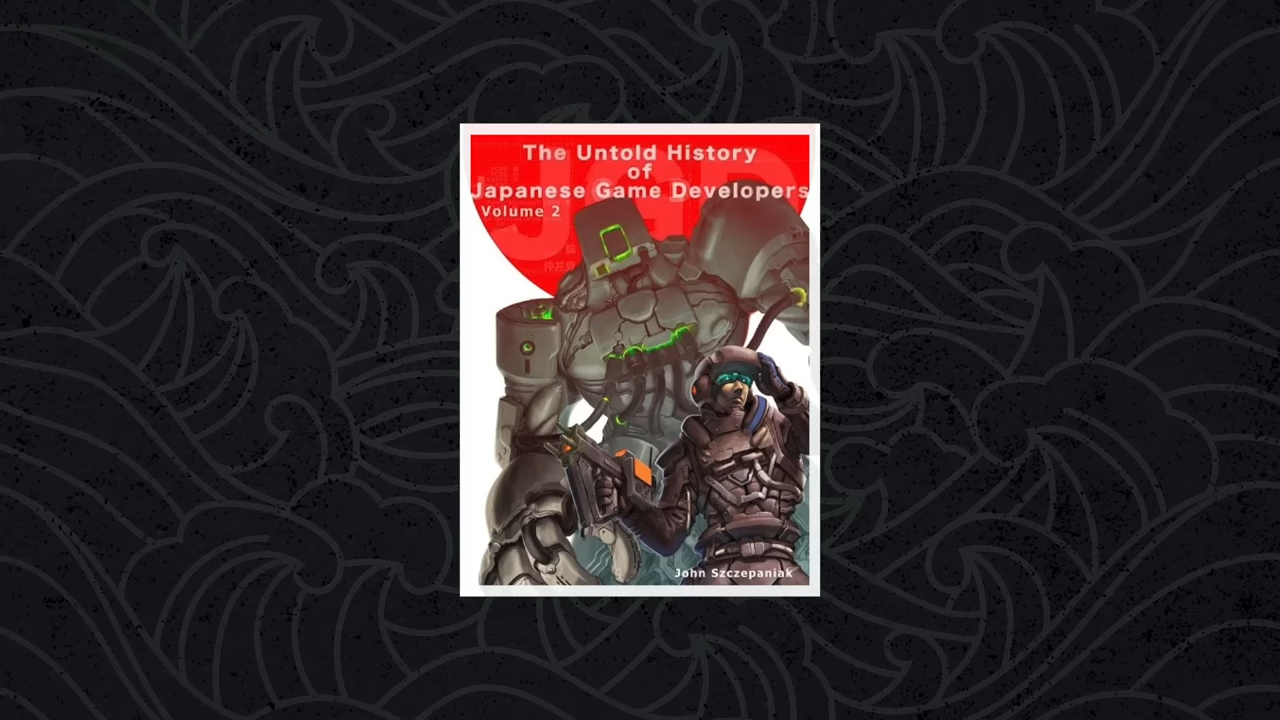 The Untold History
of
Japanese Game Developers
Volume 2
John Szczepaniak